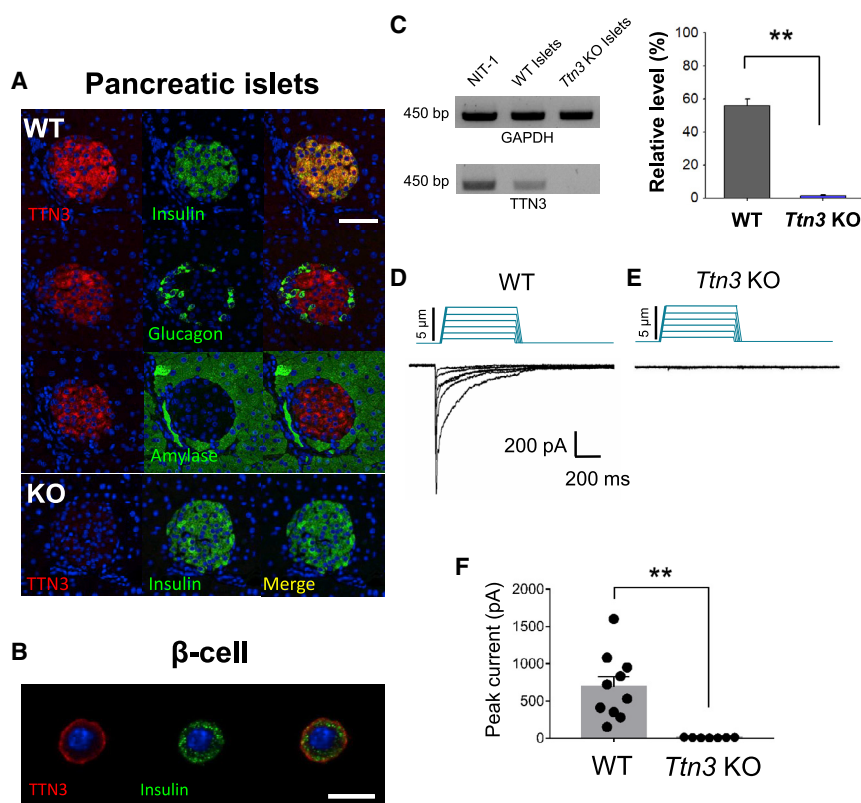 A
Pancreatic islets
WT
TTN3
Insulin
Glucagon
Amylase
KO
TTN3
Insulin
Merge
B
β-cell
TTN3
Insulin
C
NIT-1
WT Islets
Ttn3 KO Islets
450 bp
GAPDH
450 bp
TTN3
Relative level (%)
100
80
60
40
20
0
**
WT
Ttn3 KO
D
WT
5 μm
200 pA
200 ms
E
Ttn3 KO
5 μm
F
Peak current (pA)
2000
1500
1000
500
0
**
WT
Ttn3 KO